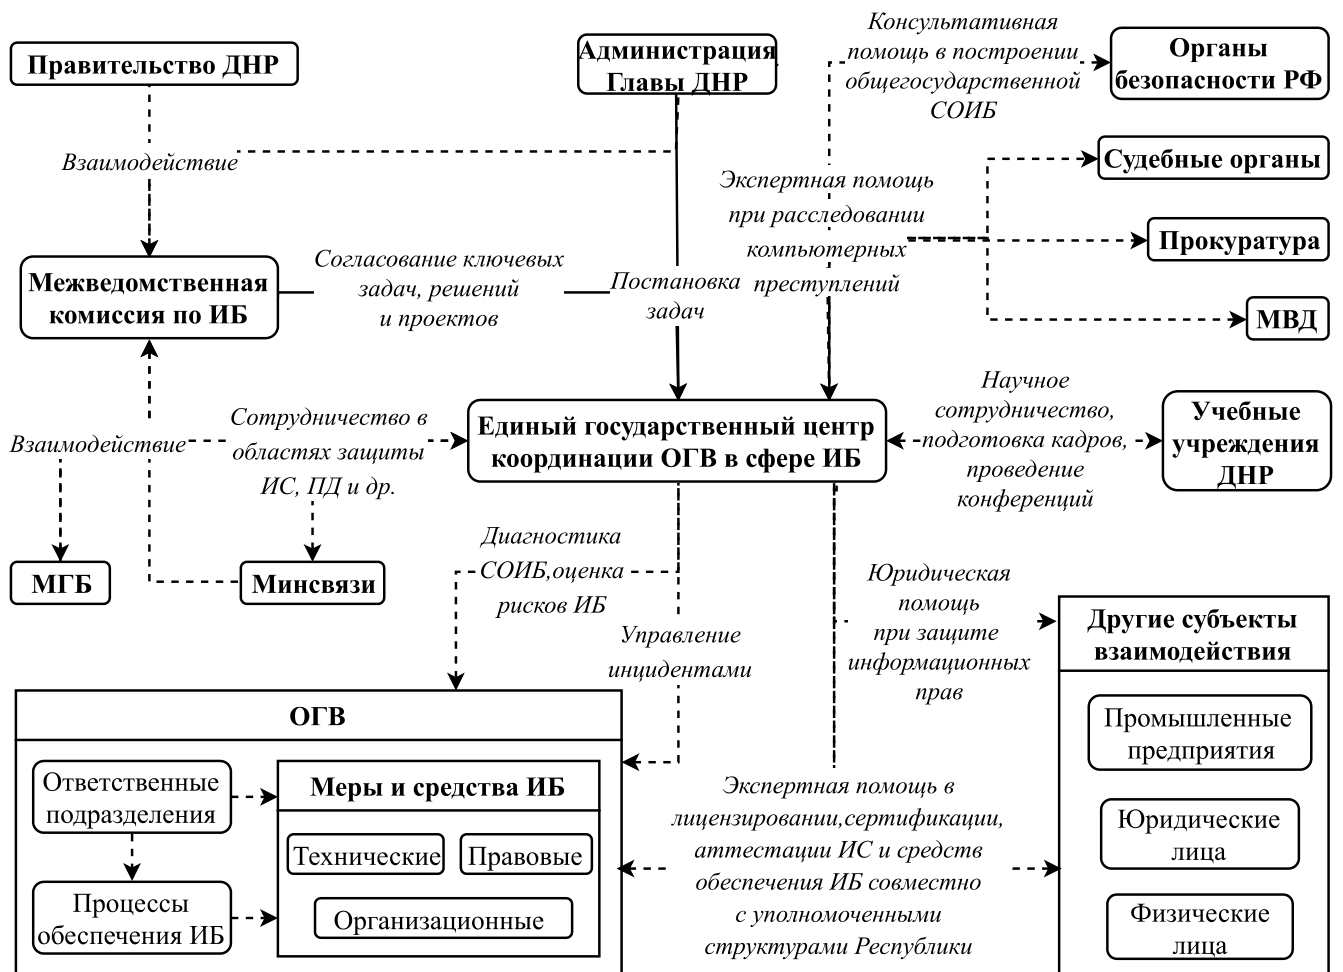 Правительство ДНР
Администрация
Главы ДНР
Консультативная
помощь в построении
общегосударственной
СОИБ
Органы
безопасности РФ
Взаимодействие
Судебные органы
Экспертная помощь
при расследовании
компьютерных
преступлений
Прокуратура
МВД
Межведомственная
комиссия по ИБ
Согласование ключевых
задач, решений
и проектов
Постановка
задач
Взаимодействие
Сотрудничество в
областях защиты
ИС, ПД и др.
Единый государственный центр
координации ОГВ в сфере ИБ
Научное
сотрудничество,
подготовка кадров,
проведение
конференций
Учебные
учреждения
ДНР
МГБ
Минсвязи
Диагностика
СОИБ,оценка
рисков ИБ
Управление
инцидентами
Юридическая
помощь
при защите
информационных
прав
Другие субъекты
взаимодействия
Промышленные
предприятия
Юридические
лица
Физические
лица
ОГВ
Ответственные
подразделения
Процессы
обеспечения ИБ
Меры и средства ИБ
Технические
Правовые
Организационные
Экспертная помощь в
лицензировании,сертификации,
аттестации ИС и средств
обеспечения ИБ совместно
с уполномоченными
структурами Республики